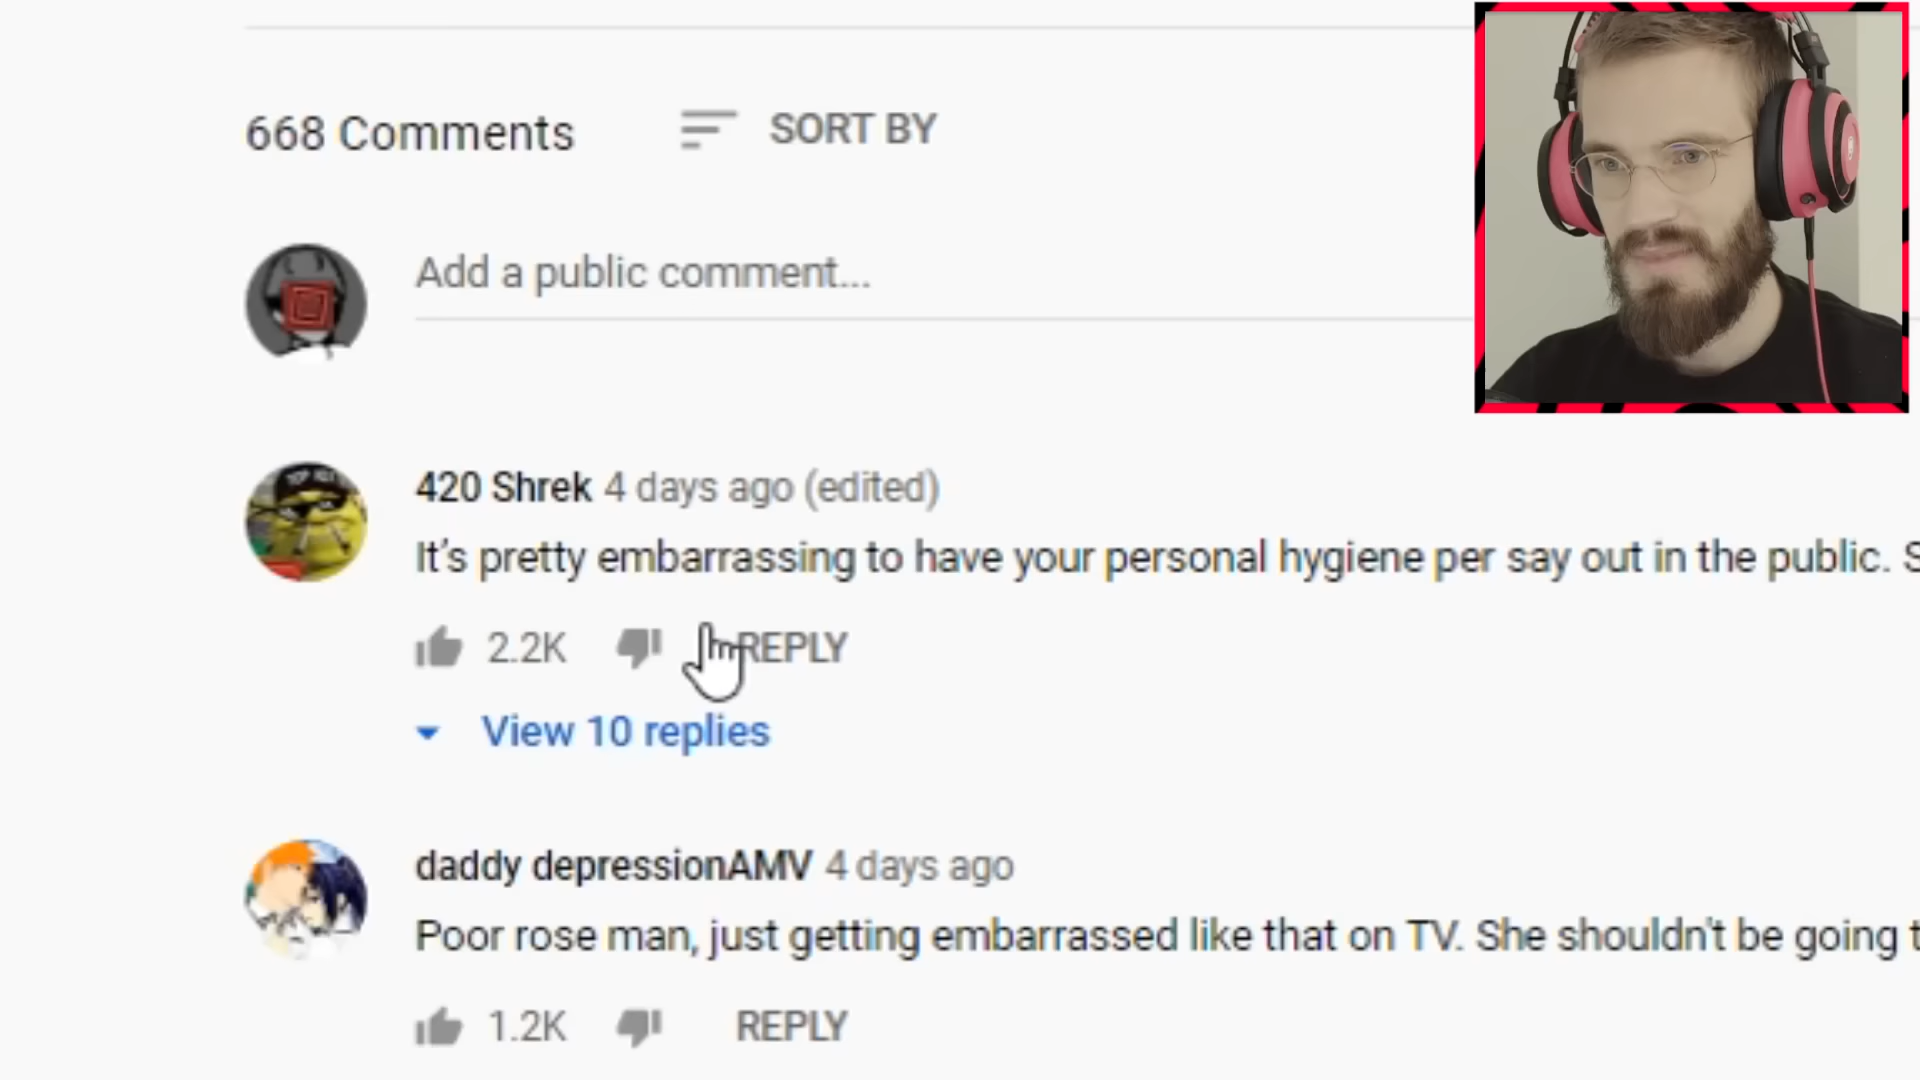 668 Comments
SORT BY
Add a public comment...
420 Shrek 4 days ago (edited)
It's pretty embarrassing to have your personal hygiene per say out in the public. S
2.2K
REPLY
View 10 replies
daddy depressionAMV 4 days ago
Poor rose man, just getting embarrassed like that on TV. She shouldn't be going t
1.2K
REPLY